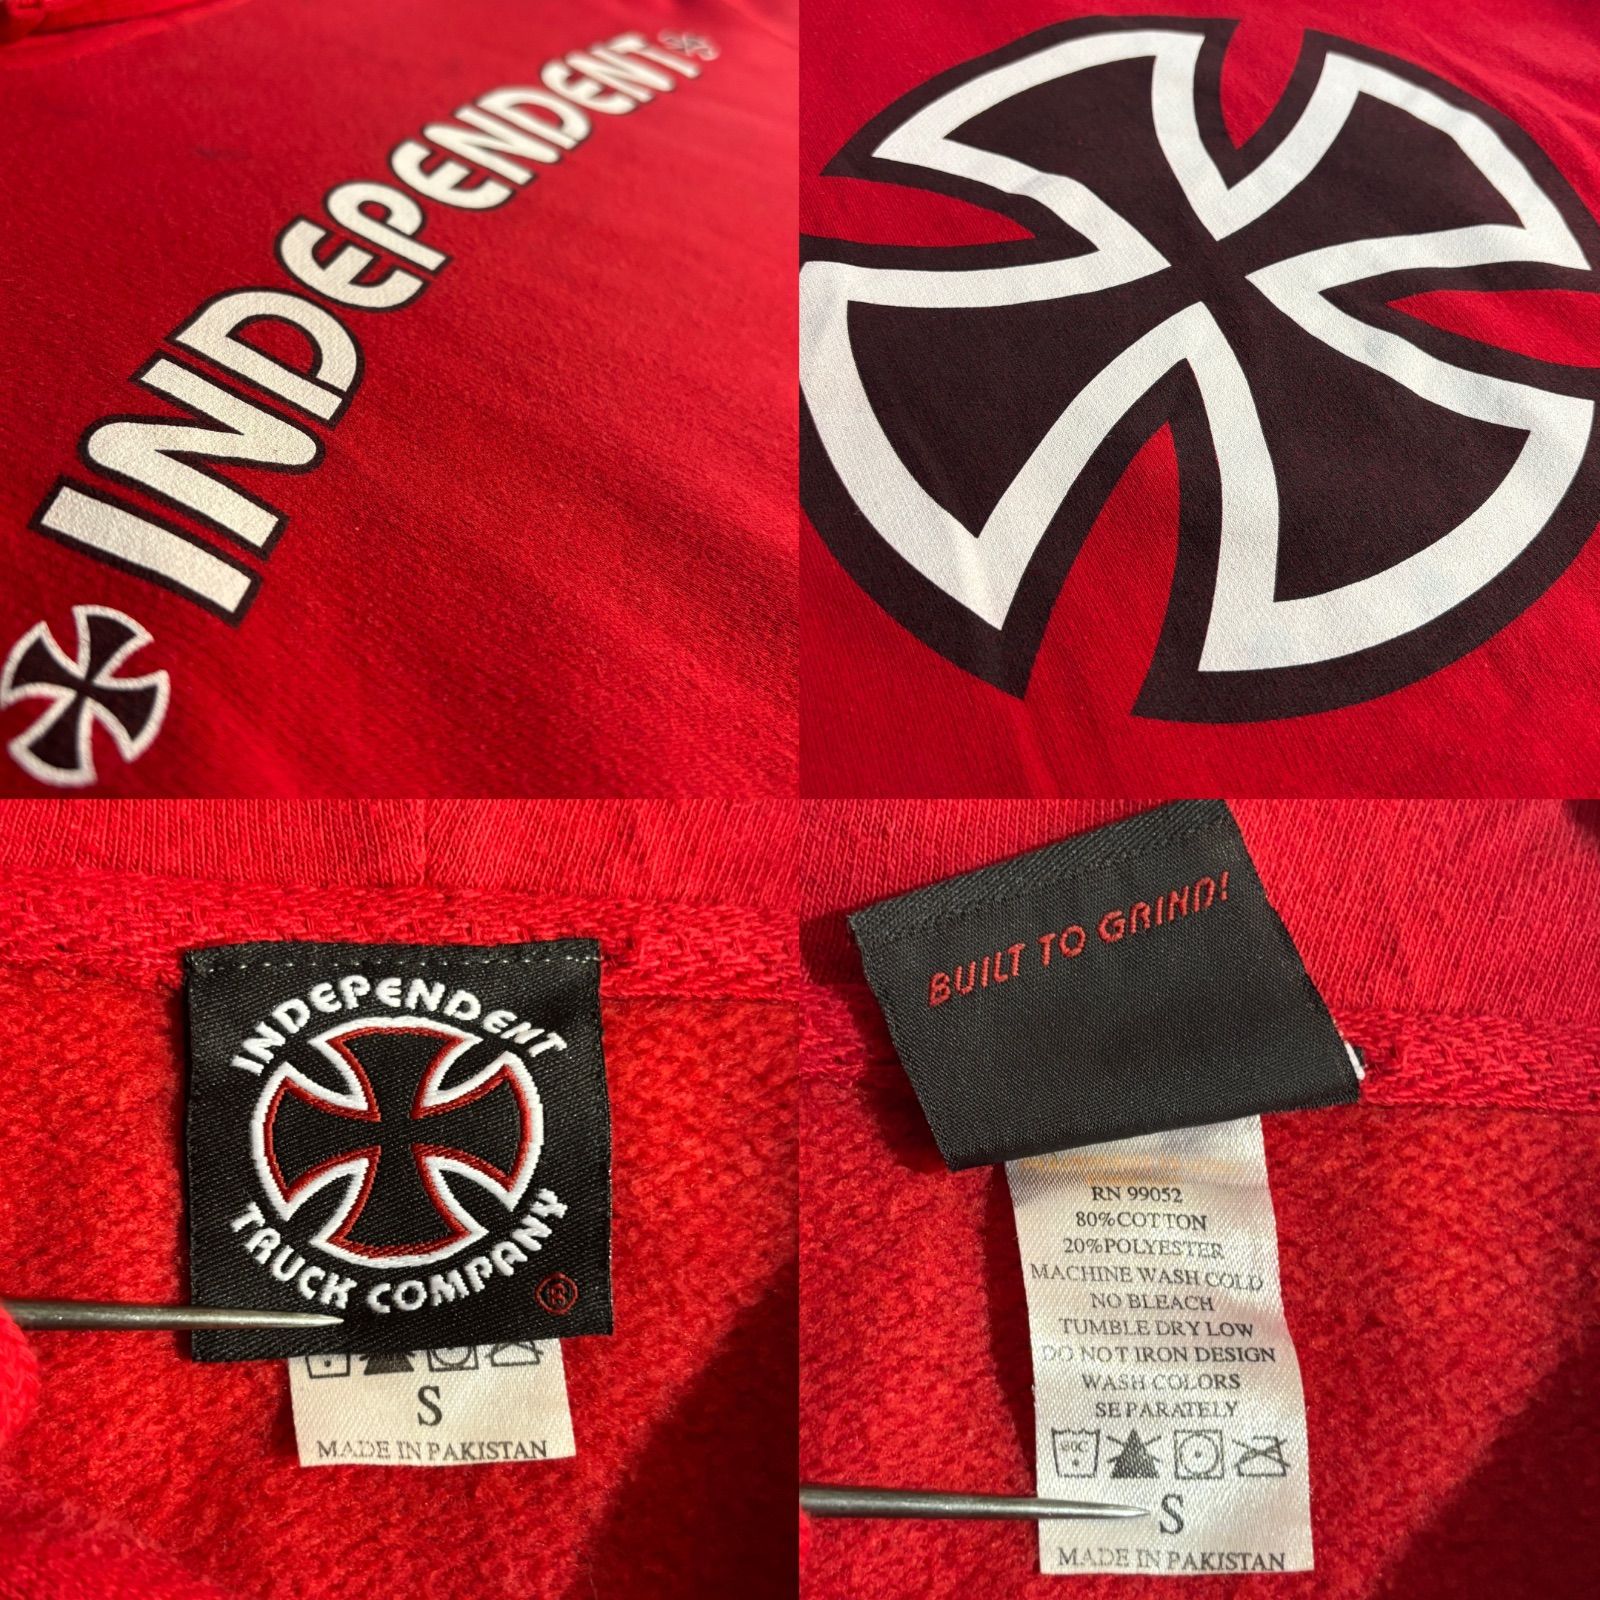 INDEPENDENT
INDEPENDENT
TRUCK COMPANY
®
S
MADE IN PAKISTAN
BUILT TO GRIND!
RN 99052
80%COTTON
20%POLYESTER
MACHINE WASH COLD
NO BLEACH
TUMBLE DRY LOW
DO NOT IRON DESIGN
WASH COLORS
SEPARATELY
S
MADE IN PAKISTAN